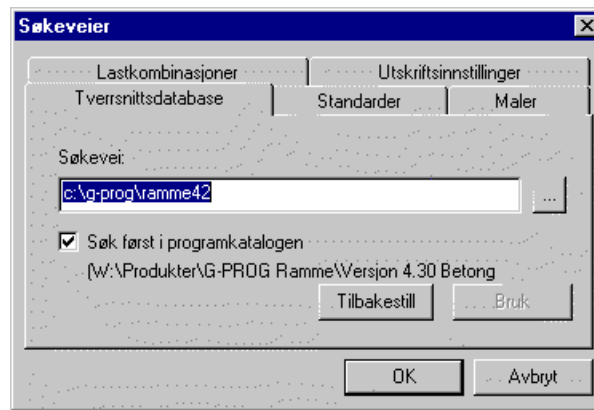 Søkeveier
Lastkombinasjoner Utskriftsinnstillinger
Tverrsnittsdatabase Standarder Maler
Søkevei:
c:\g-prog\ramme42 ...
Søk først i programkatalogen
(W:\Produkter\G-PROG Ramme\Versjon 4.30 Betong
Tilbakestill Bruk
OK Avbryt